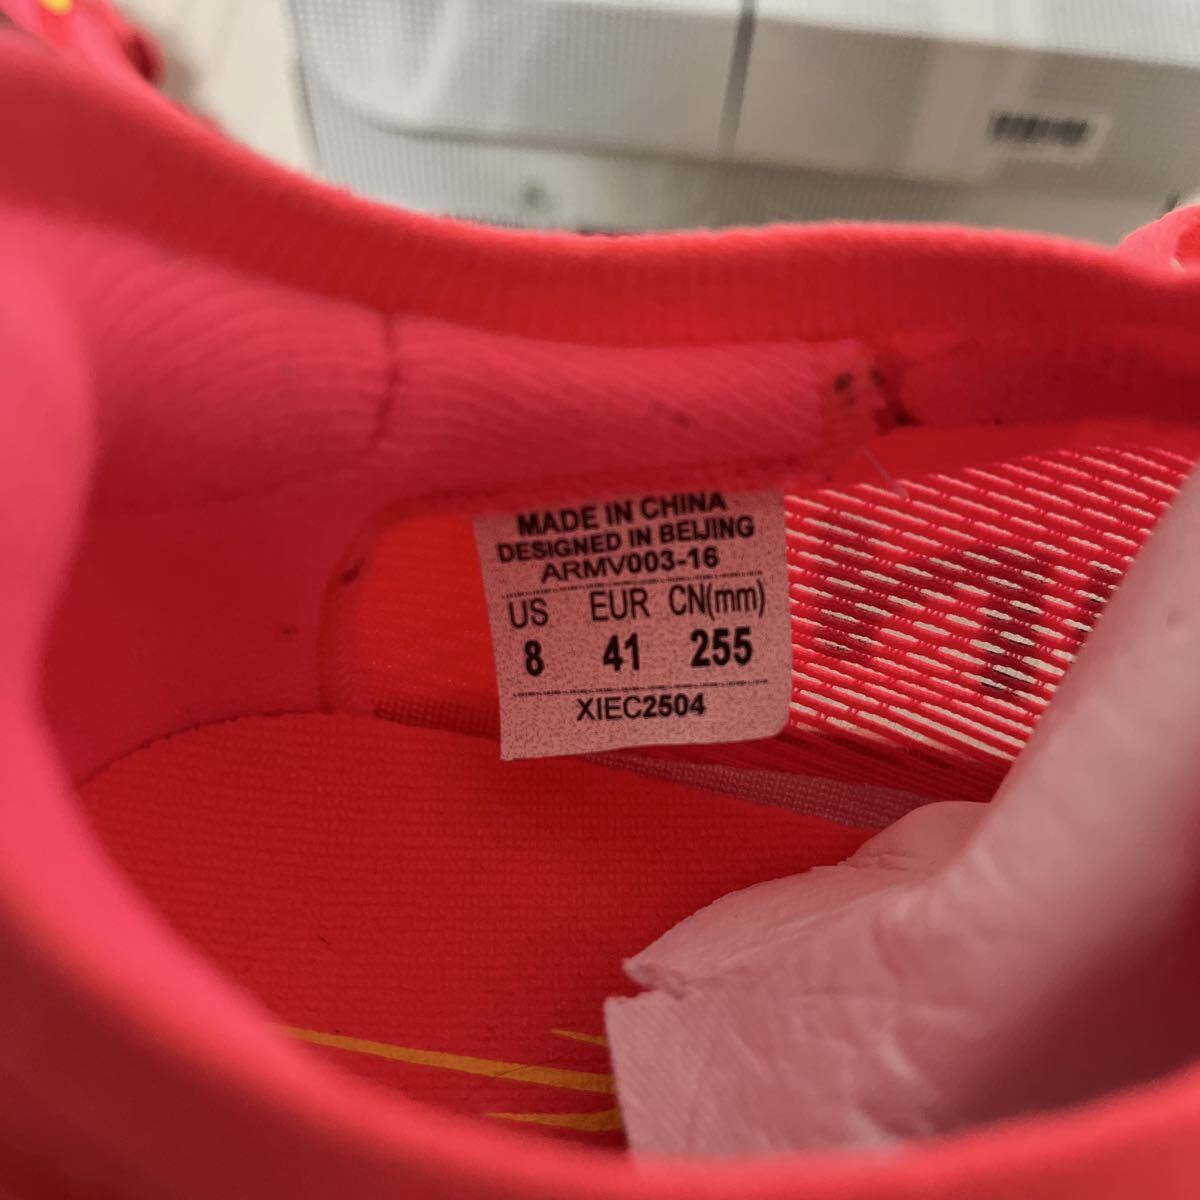 MADE IN CHINA
DESIGNED IN BEIJING
ARMV003-16
US EUR CN(mm)
8 41 255
XIEC2504